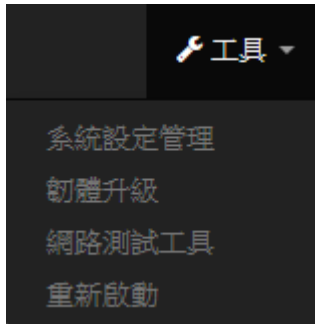 工具
系統設定管理
韌體升級
網路測試工具
重新啟動